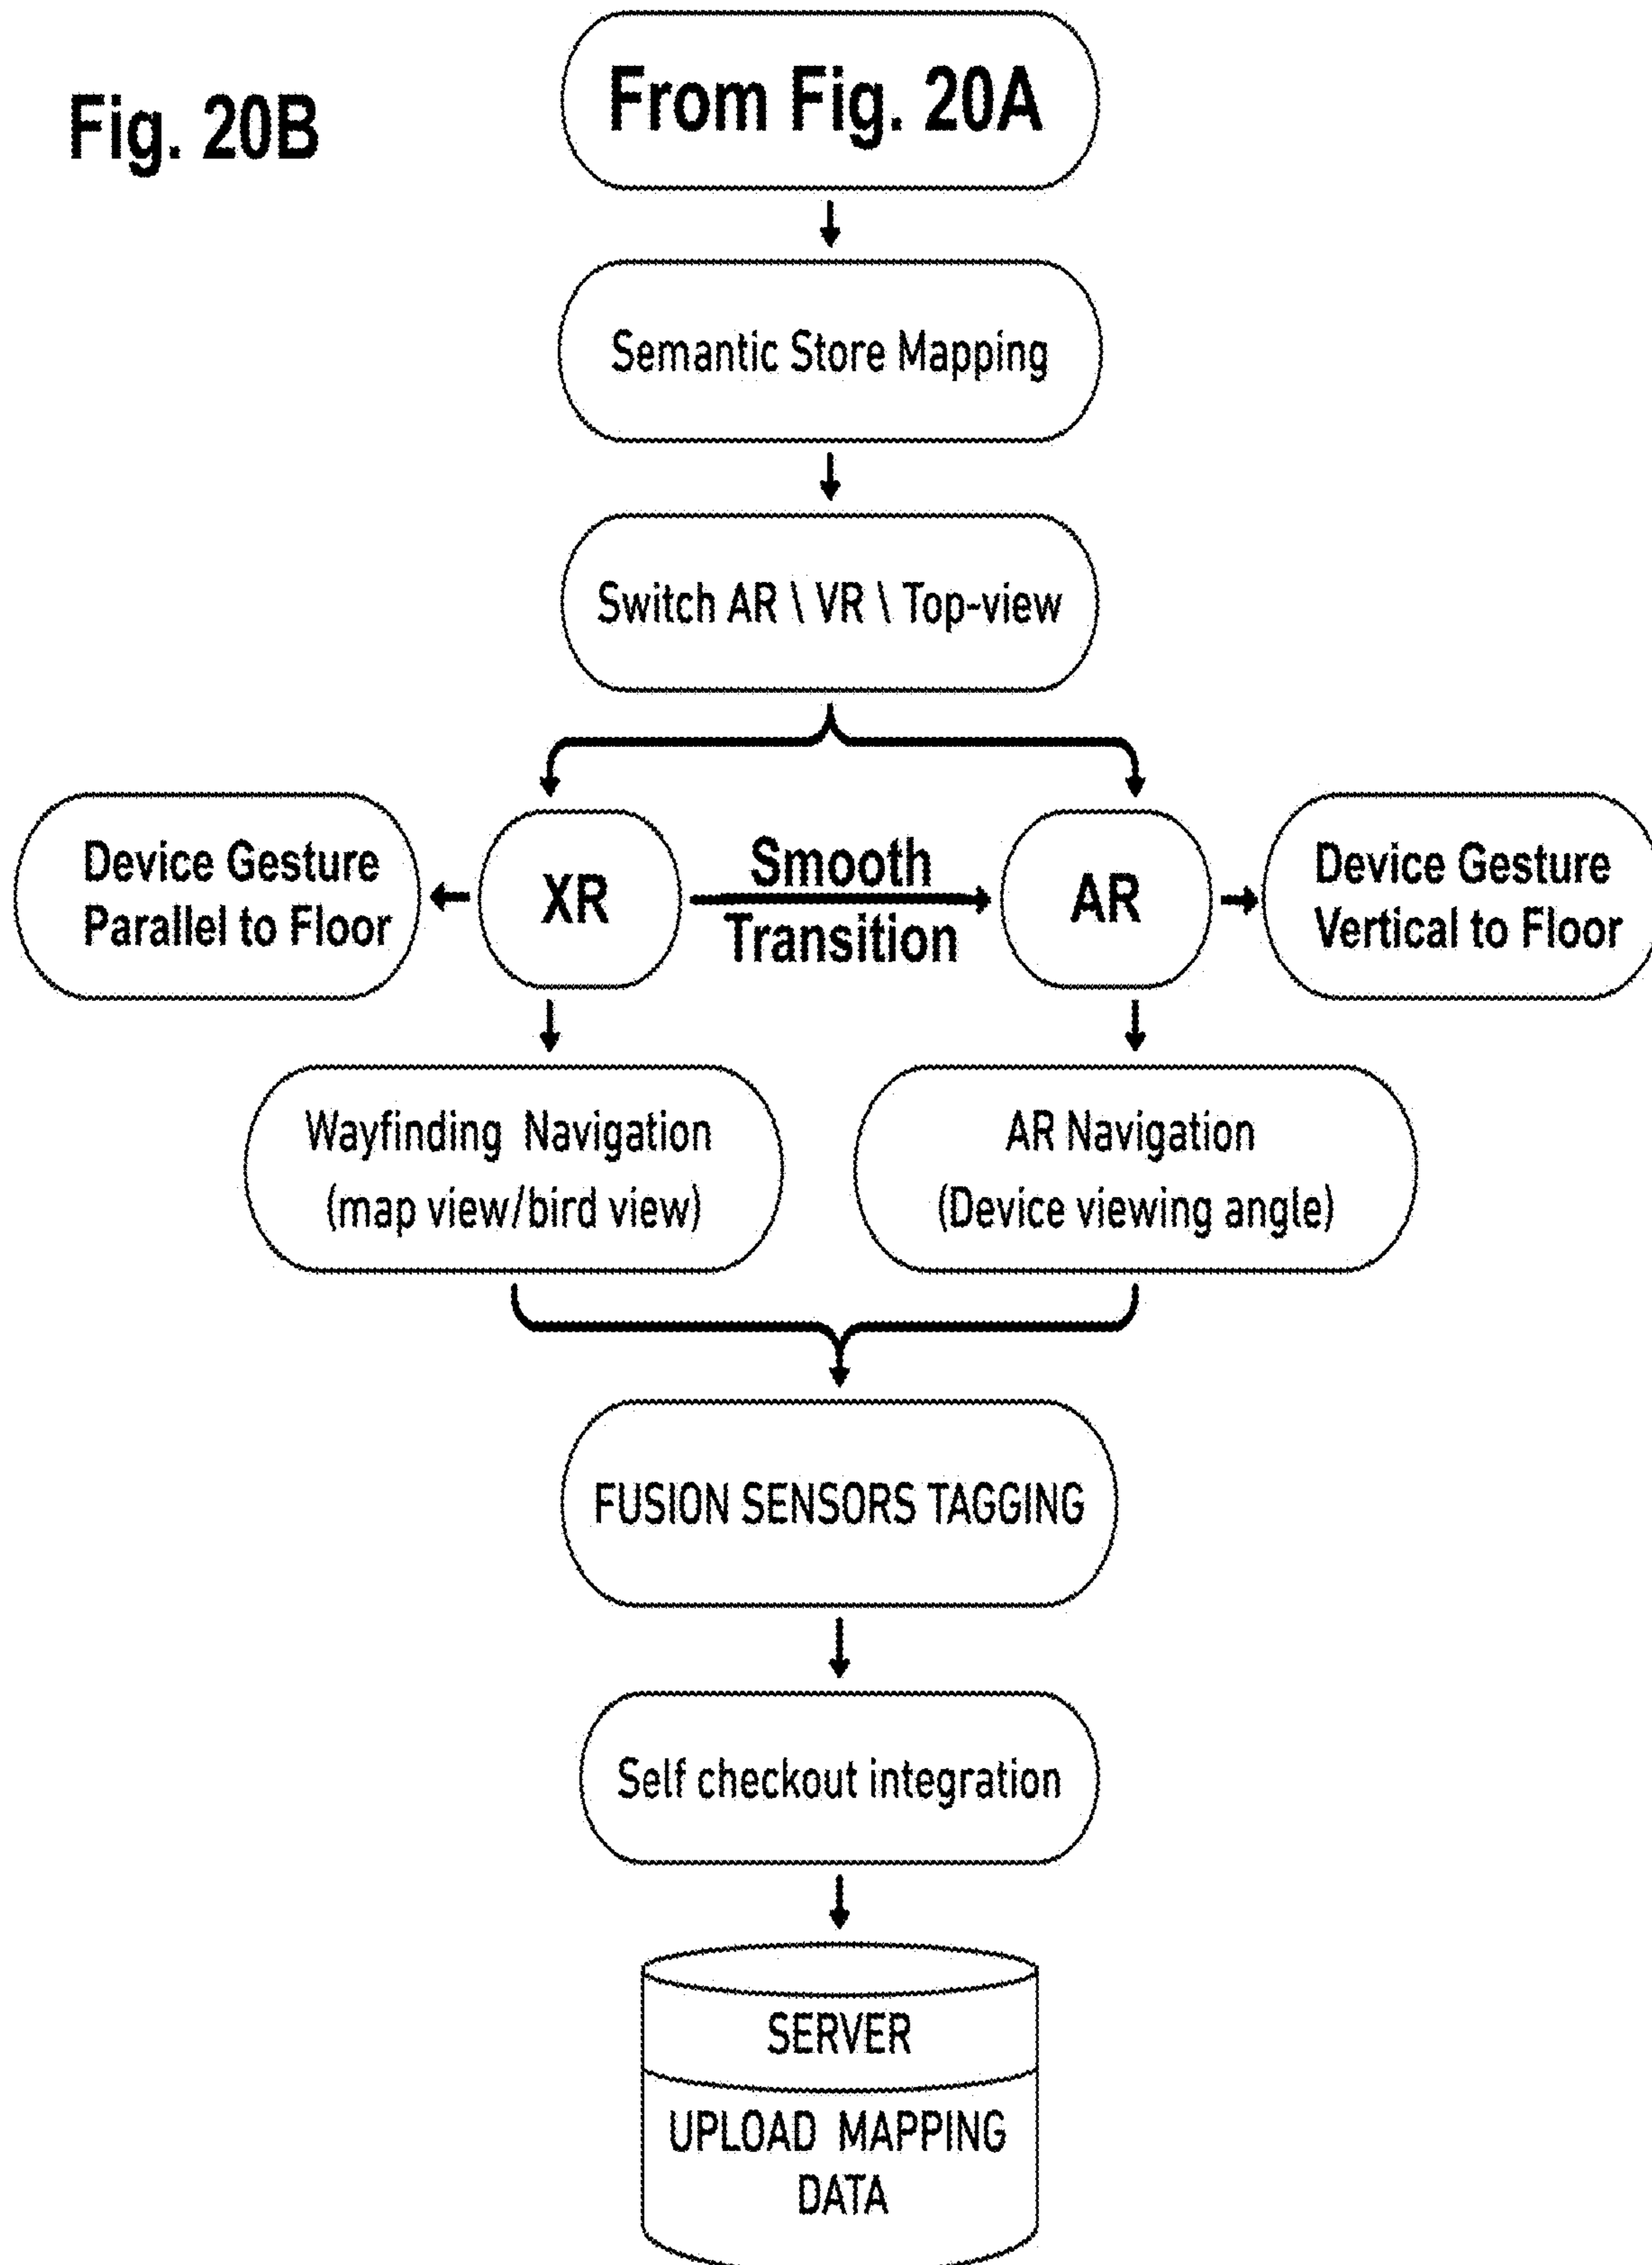 Fig. 20B
From Fig. 20A
Semantic Store Mapping
Switch AR \ VR \ Top-view
Device Gesture
Parallel to Floor
XR
Smooth
Transition
AR
Device Gesture
Vertical to Floor
Wayfinding Navigation
(map view/bird view)
AR Navigation
(Device viewing angle)
FUSION SENSORS TAGGING
Self checkout integration
SERVER
UPLOAD MAPPING
DATA